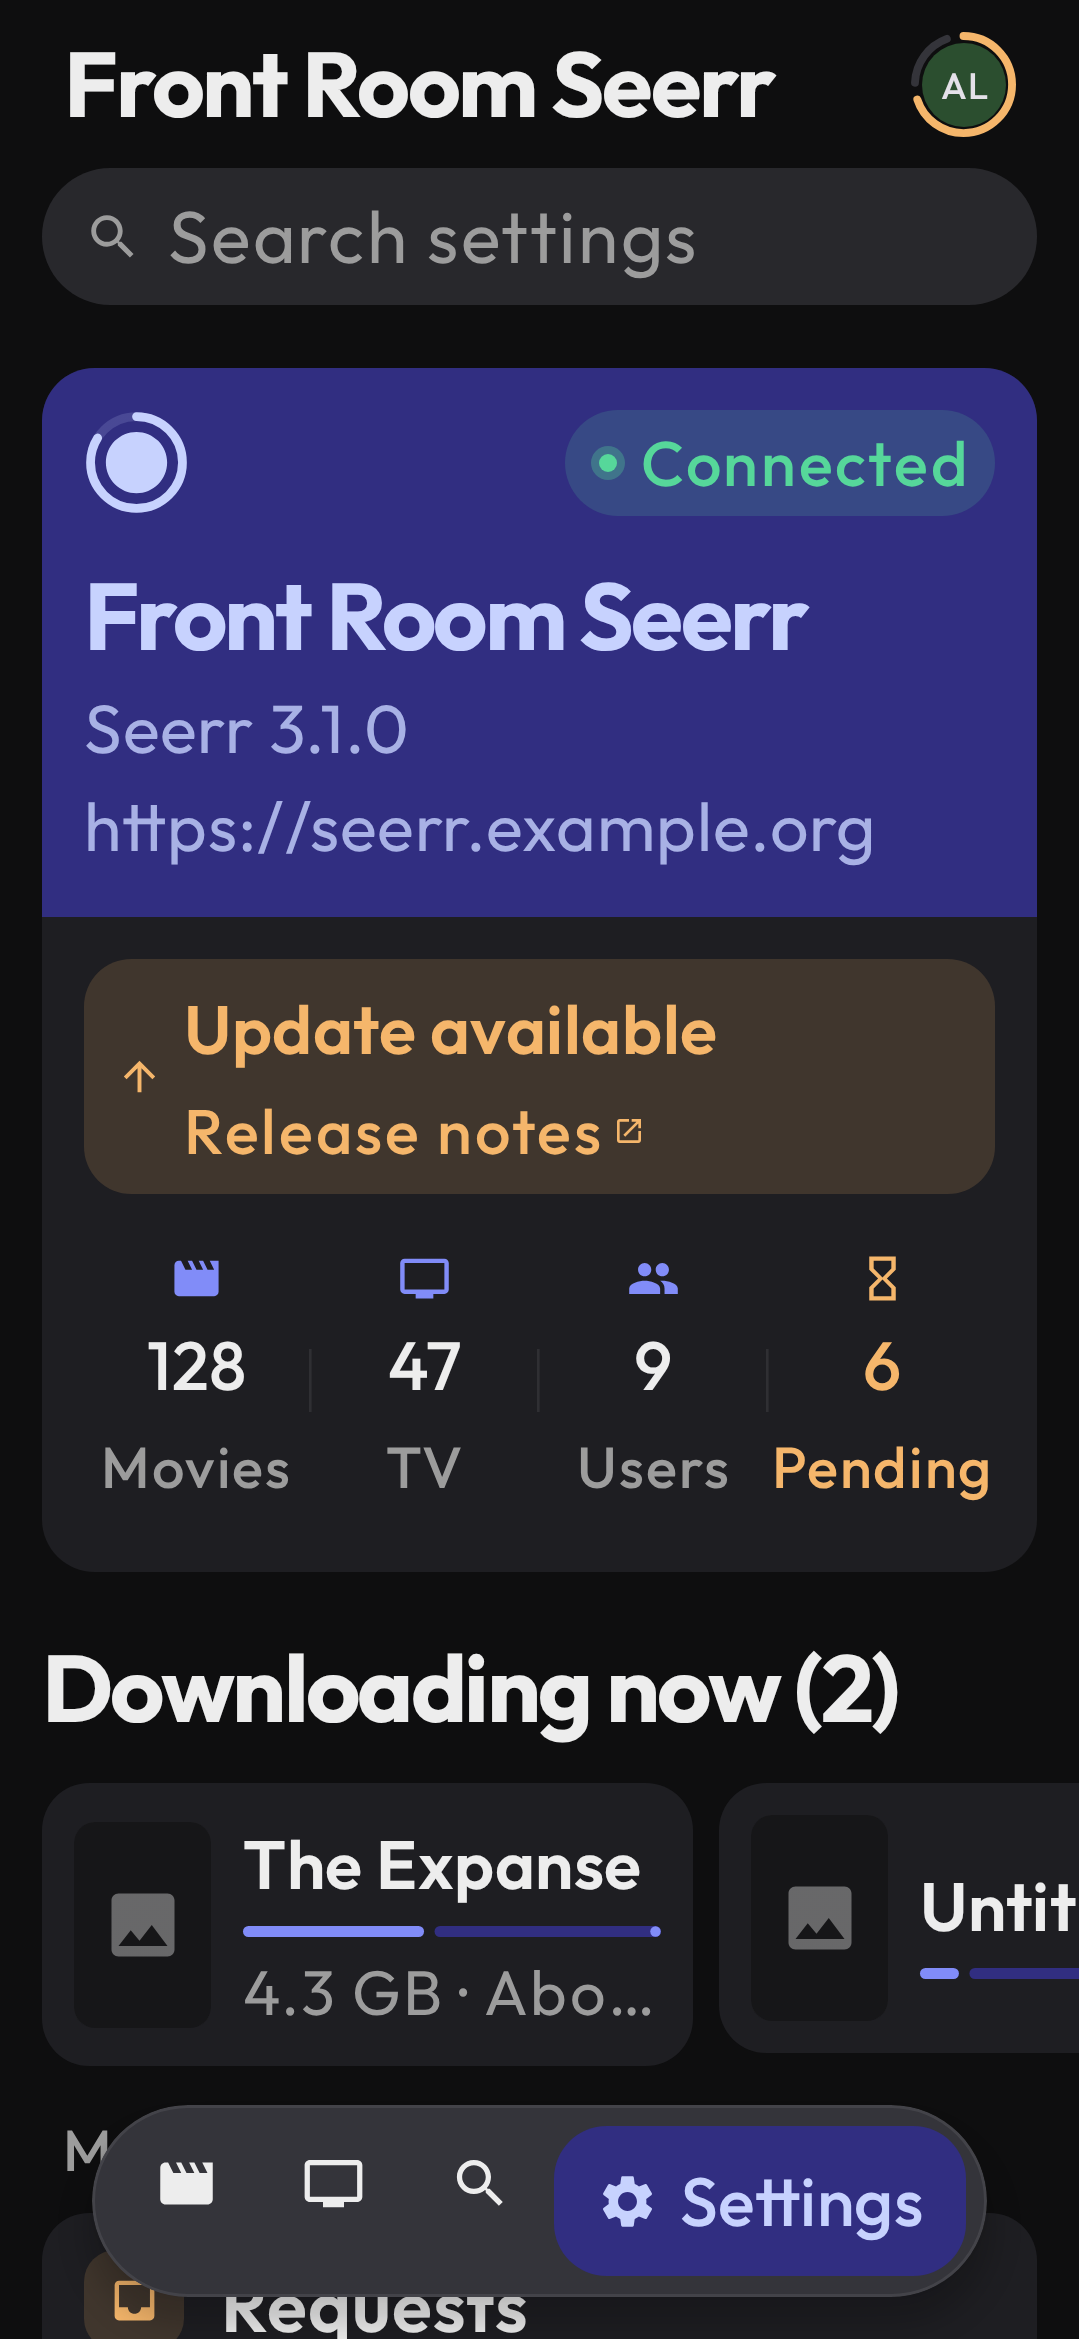 Front Room Seerr
AL
Search settings
Connected
Front Room Seerr
Seerr 3.1.0
https://seerr.example.org
Update available
Release notes
128
47
9
6
Movies
TV
Users
Pending
Downloading now (2)
The Expanse
4.3 GB · Abo...
Untit
M
Settings
Requests